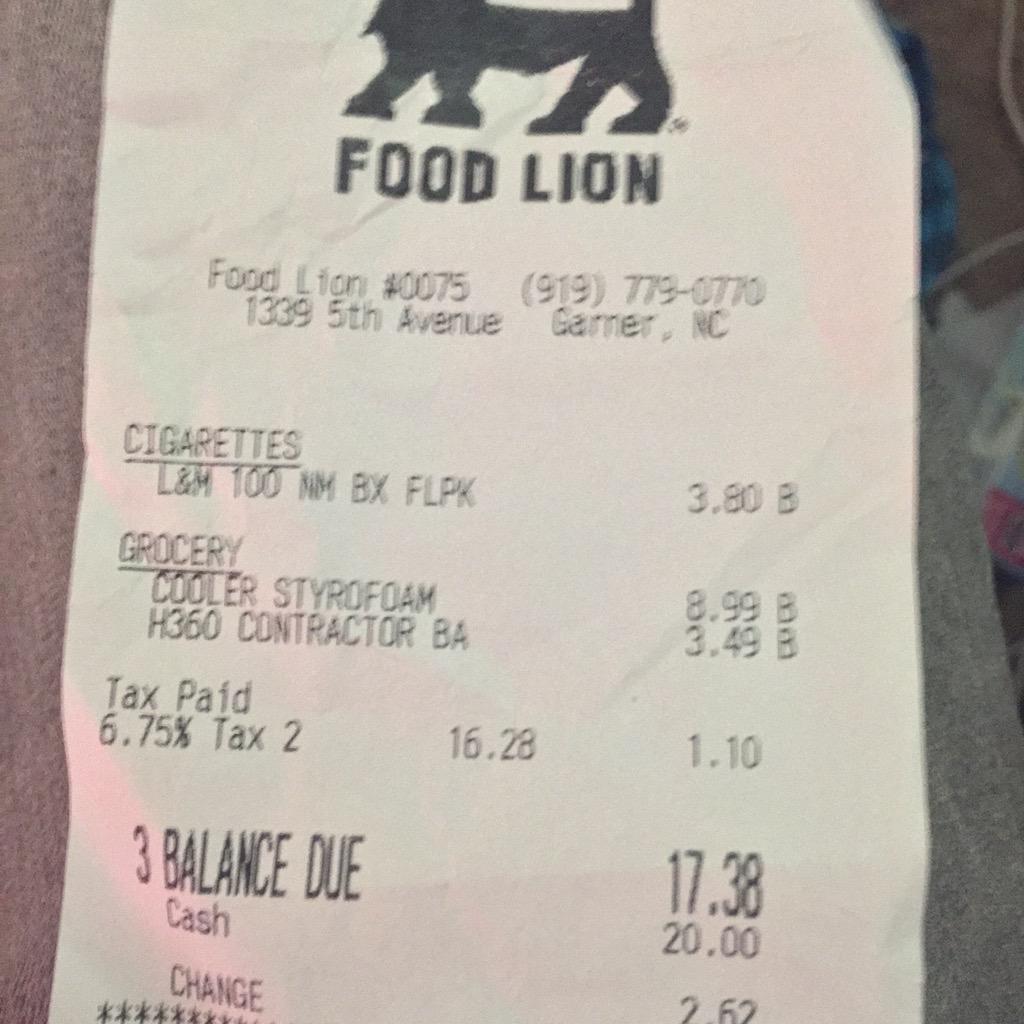 FOOD LION
Food Lion #0075 (919) 779-0770
1339 5th Avenue Garner, NC
CIGARETTES
L&M 100 NM BX FLPK 3.80 B
GROCERY
COOLER STYROFOAM 8.99 B
H360 CONTRACTOR BA 3.49 B
Tax Paid
6.75% Tax 2 16.28 1.10
3 BALANCE DUE 17.38
Cash 20.00
CHANGE 2.62
**********